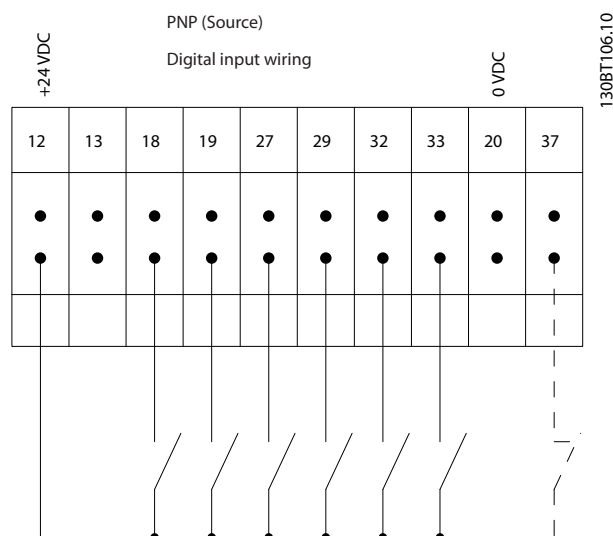 PNP (Source)
Digital input wiring
+24 VDC
0 VDC
130BT106.10
12 13 18 19 27 29 32 33 20 37